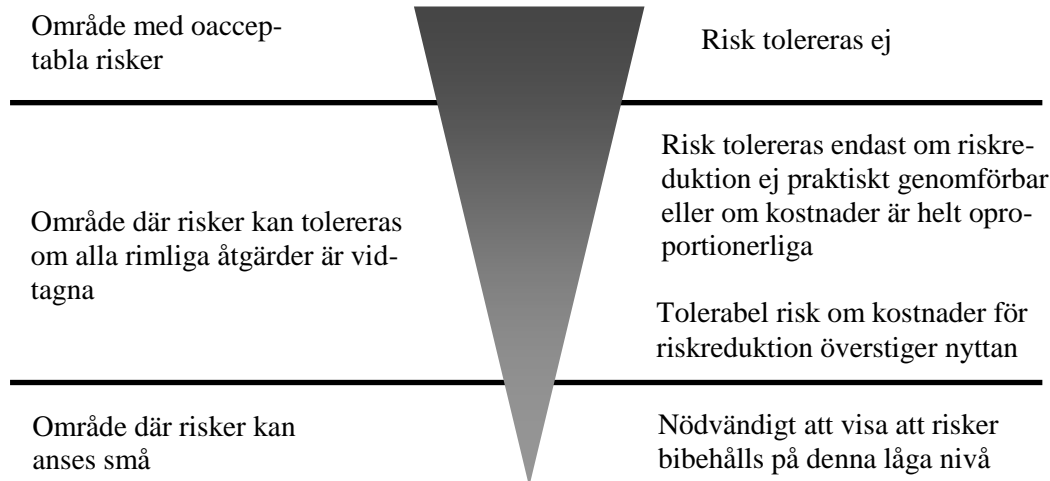 Område med oaccep-
tabla risker
Risk tolereras ej
Område där risker kan tolereras
om alla rimliga åtgärder är vid-
tagna
Risk tolereras endast om riskre-
duktion ej praktiskt genomförbar
eller om kostnader är helt opro-
portionerliga
Tolerabel risk om kostnader för
riskreduktion överstiger nyttan
Område där risker kan
anses små
Nödvändigt att visa att risker
bibehålls på denna låga nivå